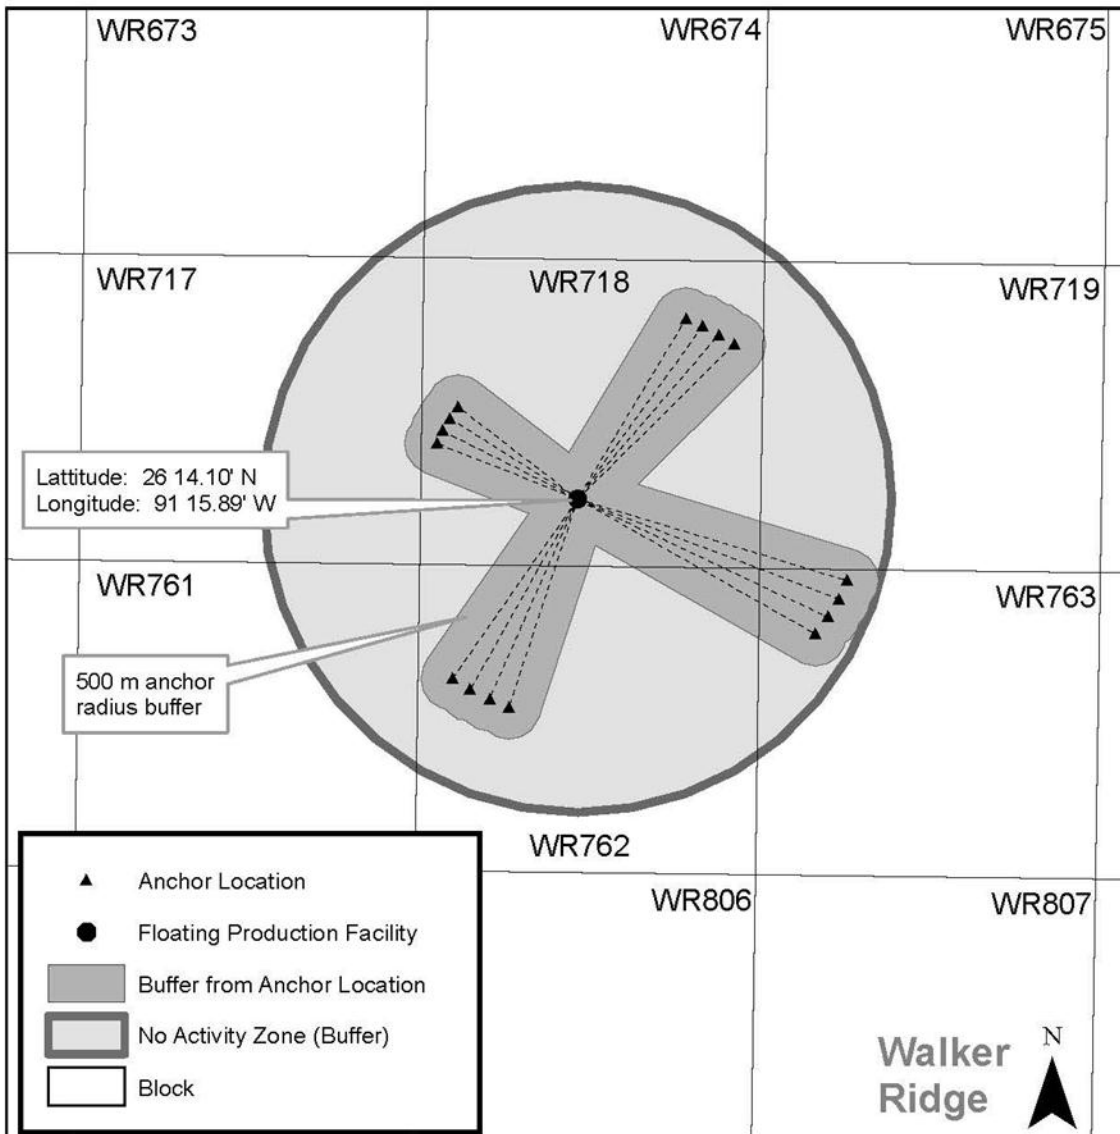 WR673
WR674
WR675
WR717
WR718
WR719
Lattitude: 26 14.10' N
Longitude: 91 15.89' W
WR761
WR763
500 m anchor
radius buffer
WR762
WR806
WR807
Anchor Location
Floating Production Facility
Buffer from Anchor Location
No Activity Zone (Buffer)
Block
Walker
Ridge
N